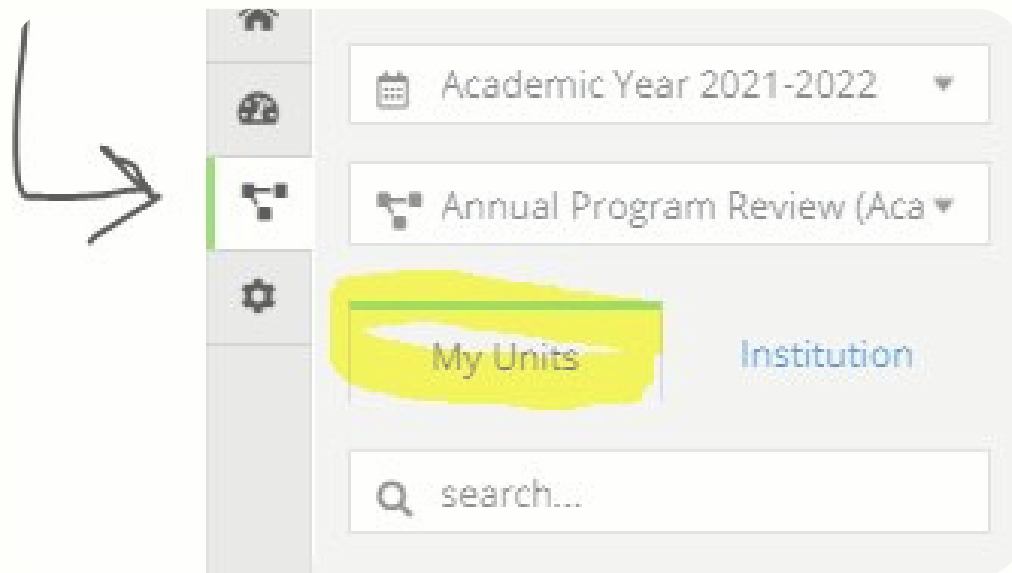 Academic Year 2021-2022
Annual Program Review (Aca
My Units Institution
search...